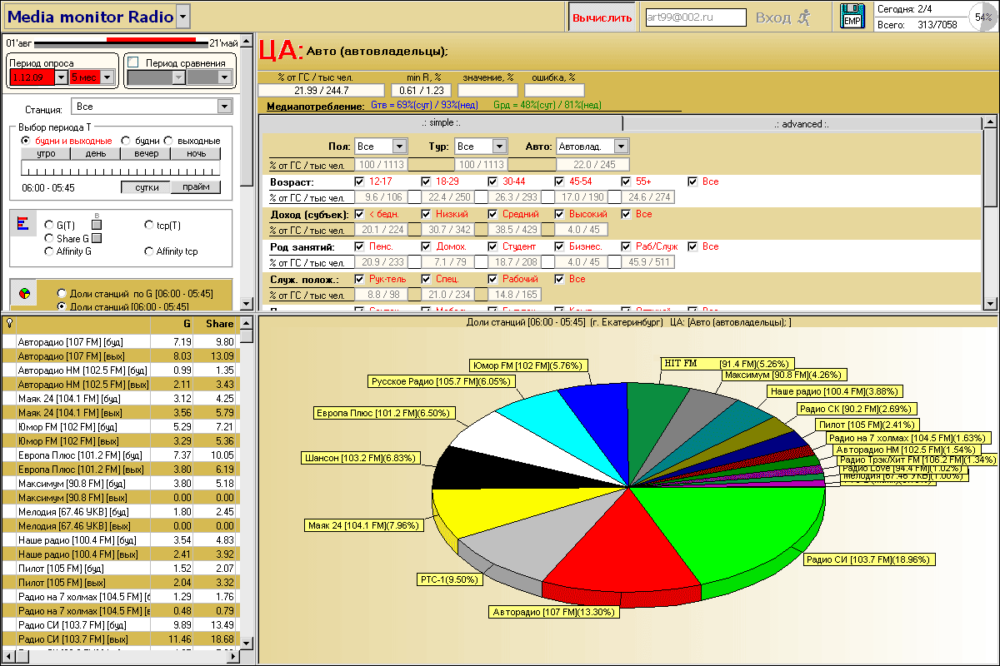 Media monitor Radio
Вычислить
art99@002.ru
Вход
EMP
Сегодня: 2/4
Всего: 313/7058
54%
01'авг
21'май
Период опроса
1.12.09
5 мес
Период сравнения
Станция:
Все
Выбор периода Т
будни и выходные
будни
выходные
утро
день
вечер
ночь
06:00 - 05:45
сутки
прайм
G(T)
B
tcp(T)
Share G
Affinity G
Affinity tcp
Доли станций по G [06:00 - 05:45]
Доли станций [06:00 - 05:45]
ЦА: Авто (автовладельцы);
% от ГС / тыс чел.
min R, %
значение, %
ошибка, %
21.99 / 244.7
0.61 / 1.23
Медиапотребление: Gтв = 69%(сут) / 93%(нед) Gрд = 48%(сут) / 81%(нед)
.: simple :.
.: advanced :.
Пол: Все
Тур: Все
Авто: Автовлад.
% от ГС / тыс чел. 100 / 1113 100 / 1113 22.0 / 245
Возраст: 12-17 18-29 30-44 45-54 55+ Все
% от ГС / тыс чел. 9.6 / 106 22.4 / 250 26.3 / 293 17.0 / 190 24.6 / 274
Доход (субъек): < бедн. Низкий Средний Высокий Все
% от ГС / тыс чел. 20.1 / 224 30.7 / 342 38.5 / 429 4.0 / 45
Род занятий: Пенс. Домох. Студент Бизнес. Раб/Служ Все
% от ГС / тыс чел. 20.9 / 233 7.1 / 79 18.7 / 208 4.0 / 45 45.9 / 511
Служ. полож.: Рук-тель Спец. Рабочий Все
% от ГС / тыс чел. 8.8 / 98 21.0 / 234 14.8 / 165
G Share
Авторадио [107 FM] [буд] 7.19 9.80
Авторадио [107 FM] [вых] 8.03 13.09
Авторадио НМ [102.5 FM] [буд] 0.99 1.35
Авторадио НМ [102.5 FM] [вых] 2.11 3.43
Маяк 24 [104.1 FM] [буд] 3.12 4.25
Маяк 24 [104.1 FM] [вых] 3.56 5.79
Юмор FM [102 FM] [буд] 5.29 7.21
Юмор FM [102 FM] [вых] 3.29 5.36
Европа Плюс [101.2 FM] [буд] 7.37 10.05
Европа Плюс [101.2 FM] [вых] 3.80 6.19
Максимум [90.8 FM] [буд] 3.80 5.18
Максимум [90.8 FM] [вых] 0.00 0.00
Мелодия [67.46 УКВ] [буд] 1.80 2.45
Мелодия [67.46 УКВ] [вых] 0.00 0.00
Наше радио [100.4 FM] [буд] 3.54 4.83
Наше радио [100.4 FM] [вых] 2.41 3.92
Пилот [105 FM] [буд] 1.52 2.07
Пилот [105 FM] [вых] 2.04 3.32
Радио на 7 холмах [104.5 FM] [б 1.29 1.76
Радио на 7 холмах [104.5 FM] [в 0.48 0.79
Радио СИ [103.7 FM] [буд] 9.89 13.49
Радио СИ [103.7 FM] [вых] 11.46 18.68
Доли станций [06:00 - 05:45] (г. Екатеринбург) ЦА: [Авто (автовладельцы); ]
Юмор FM [102 FM](5.76%)
HIT FM [91.4 FM](5.26%)
Максимум [90.8 FM](4.26%)
Русское Радио [105.7 FM](6.05%)
Наше радио [100.4 FM](3.88%)
Европа Плюс [101.2 FM](6.50%)
Радио СК [90.2 FM](2.69%)
Пилот [105 FM](2.41%)
Радио на 7 холмах [104.5 FM](1.63%)
Авторадио НМ [102.5 FM](1.54%)
Шансон [103.2 FM](6.83%)
Радио Трэк/Хит FM [106.2 FM](1.34%)
Радио Love [94.4 FM](1.02%)
Мелодия [67.46 УКВ](1.00%)
Маяк 24 [104.1 FM](7.96%)
Радио СИ [103.7 FM](18.96%)
РТС-1(9.50%)
Авторадио [107 FM](13.30%)